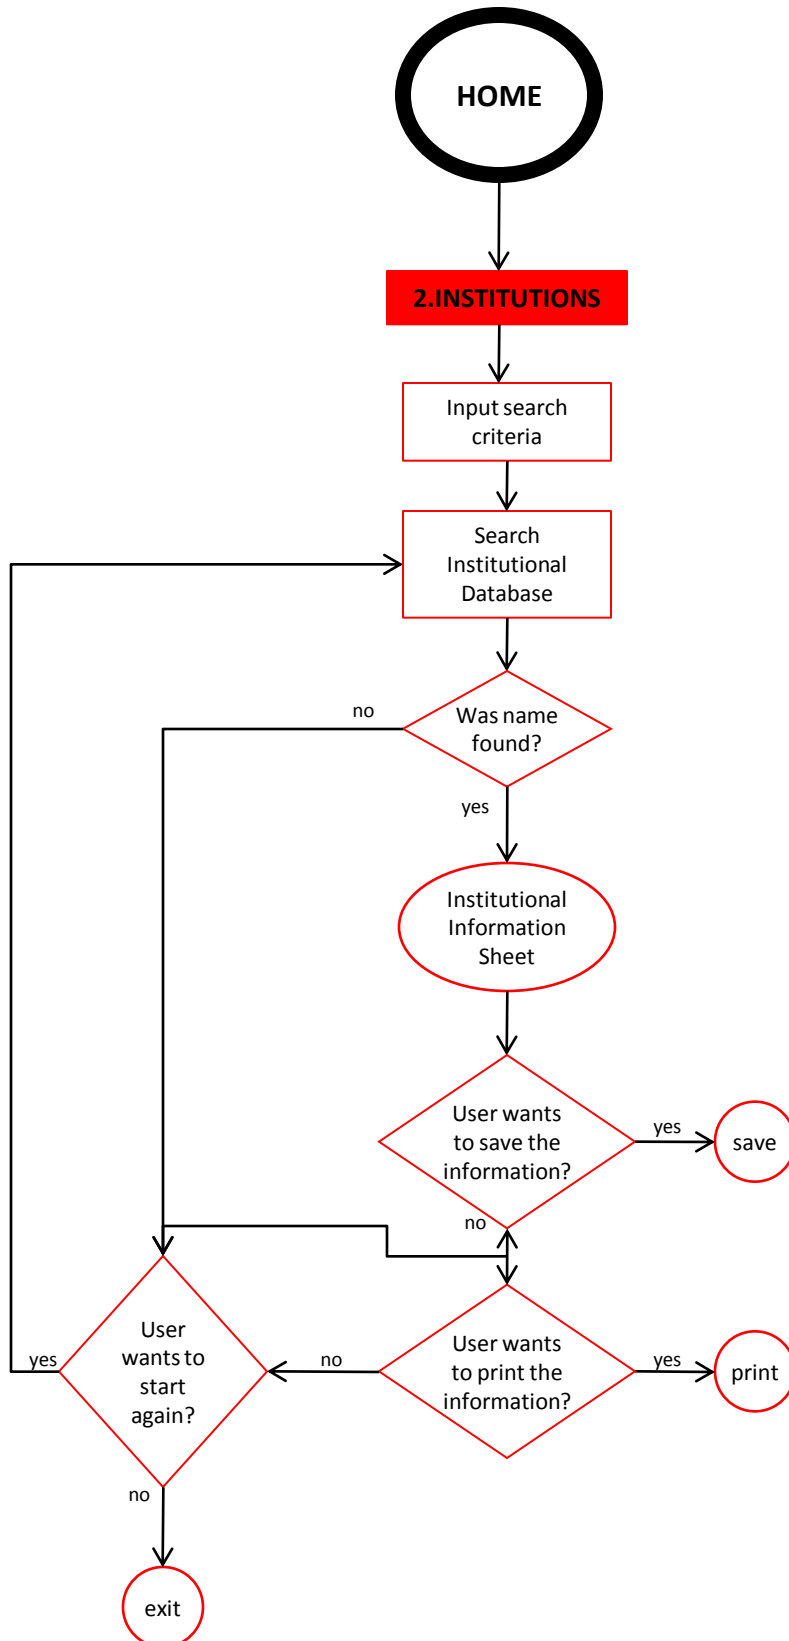 HOME
2.INSTITUTIONS
Input search
criteria
Search
Institutional
Database
no
Was name
found?
yes
Institutional
Information
Sheet
User wants
to save the
information?
yes
save
no
User
wants to
start
again?
yes
no
User wants
to print the
information?
yes
print
no
exit